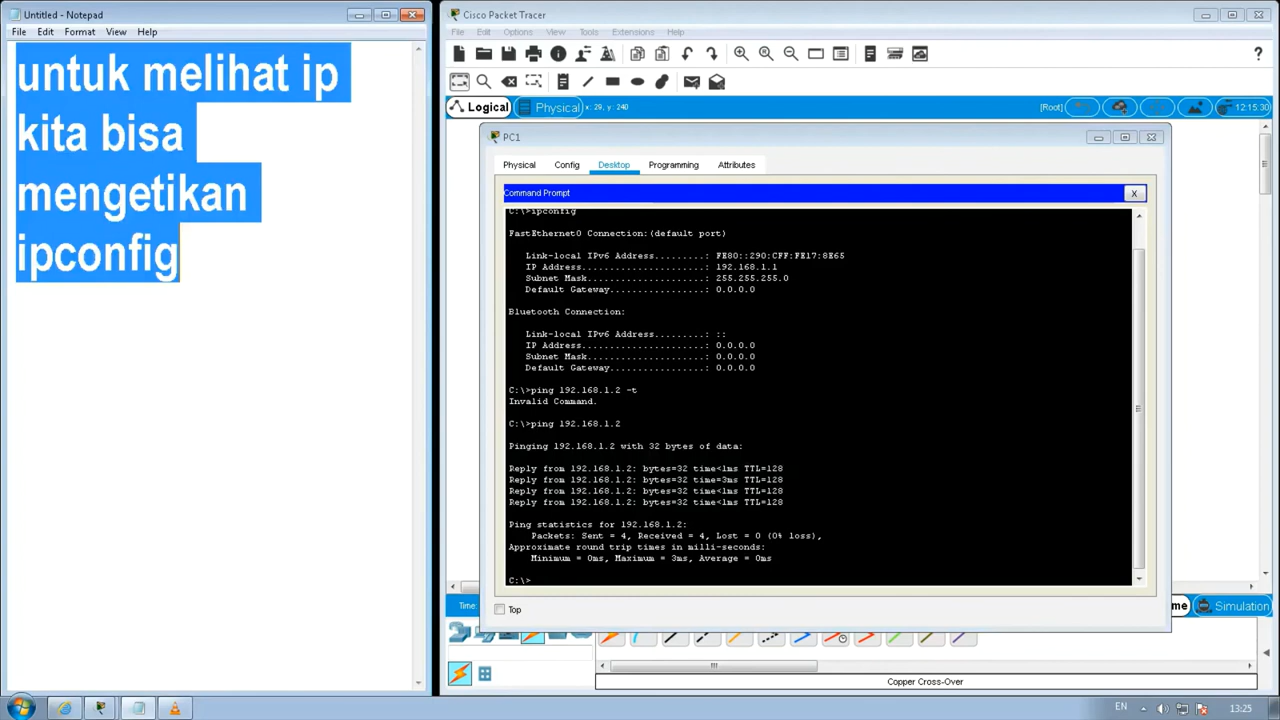 Untitled - Notepad
File Edit Format View Help
untuk melihat ip
kita bisa
mengetikan
ipconfig
Cisco Packet Tracer
File Edit Options View Tools Extensions Help
?
Logical Physical x: 29, y: 240 [Root] 12:15:30
PC1
Physical Config Desktop Programming Attributes
Command Prompt X
C:\>ipconfig
FastEthernet0 Connection:(default port)
Link-local IPv6 Address.........: FE80::290:CFF:FE17:8E65
IP Address......................: 192.168.1.1
Subnet Mask.....................: 255.255.255.0
Default Gateway.................: 0.0.0.0
Bluetooth Connection:
Link-local IPv6 Address.........: ::
IP Address......................: 0.0.0.0
Subnet Mask.....................: 0.0.0.0
Default Gateway.................: 0.0.0.0
C:\>ping 192.168.1.2 -t
Invalid Command.
C:\>ping 192.168.1.2
Pinging 192.168.1.2 with 32 bytes of data:
Reply from 192.168.1.2: bytes=32 time<1ms TTL=128
Reply from 192.168.1.2: bytes=32 time=3ms TTL=128
Reply from 192.168.1.2: bytes=32 time<1ms TTL=128
Reply from 192.168.1.2: bytes=32 time<1ms TTL=128
Ping statistics for 192.168.1.2:
Packets: Sent = 4, Received = 4, Lost = 0 (0% loss),
Approximate round trip times in milli-seconds:
Minimum = 0ms, Maximum = 3ms, Average = 0ms
C:\>
Top
Time: me Simulation
Copper Cross-Over
EN 13:25